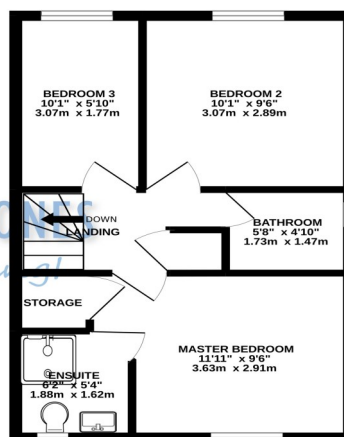 BEDROOM 3
10'1" x 5'10"
3.07m x 1.77m
BEDROOM 2
10'1" x 9'6"
3.07m x 2.89m
DOWN
LANDING
BATHROOM
5'8" x 4'10"
1.73m x 1.47m
STORAGE
MASTER BEDROOM
11'11" x 9'6"
3.63m x 2.91m
ENSUITE
6'2" x 5'4"
1.88m x 1.62m